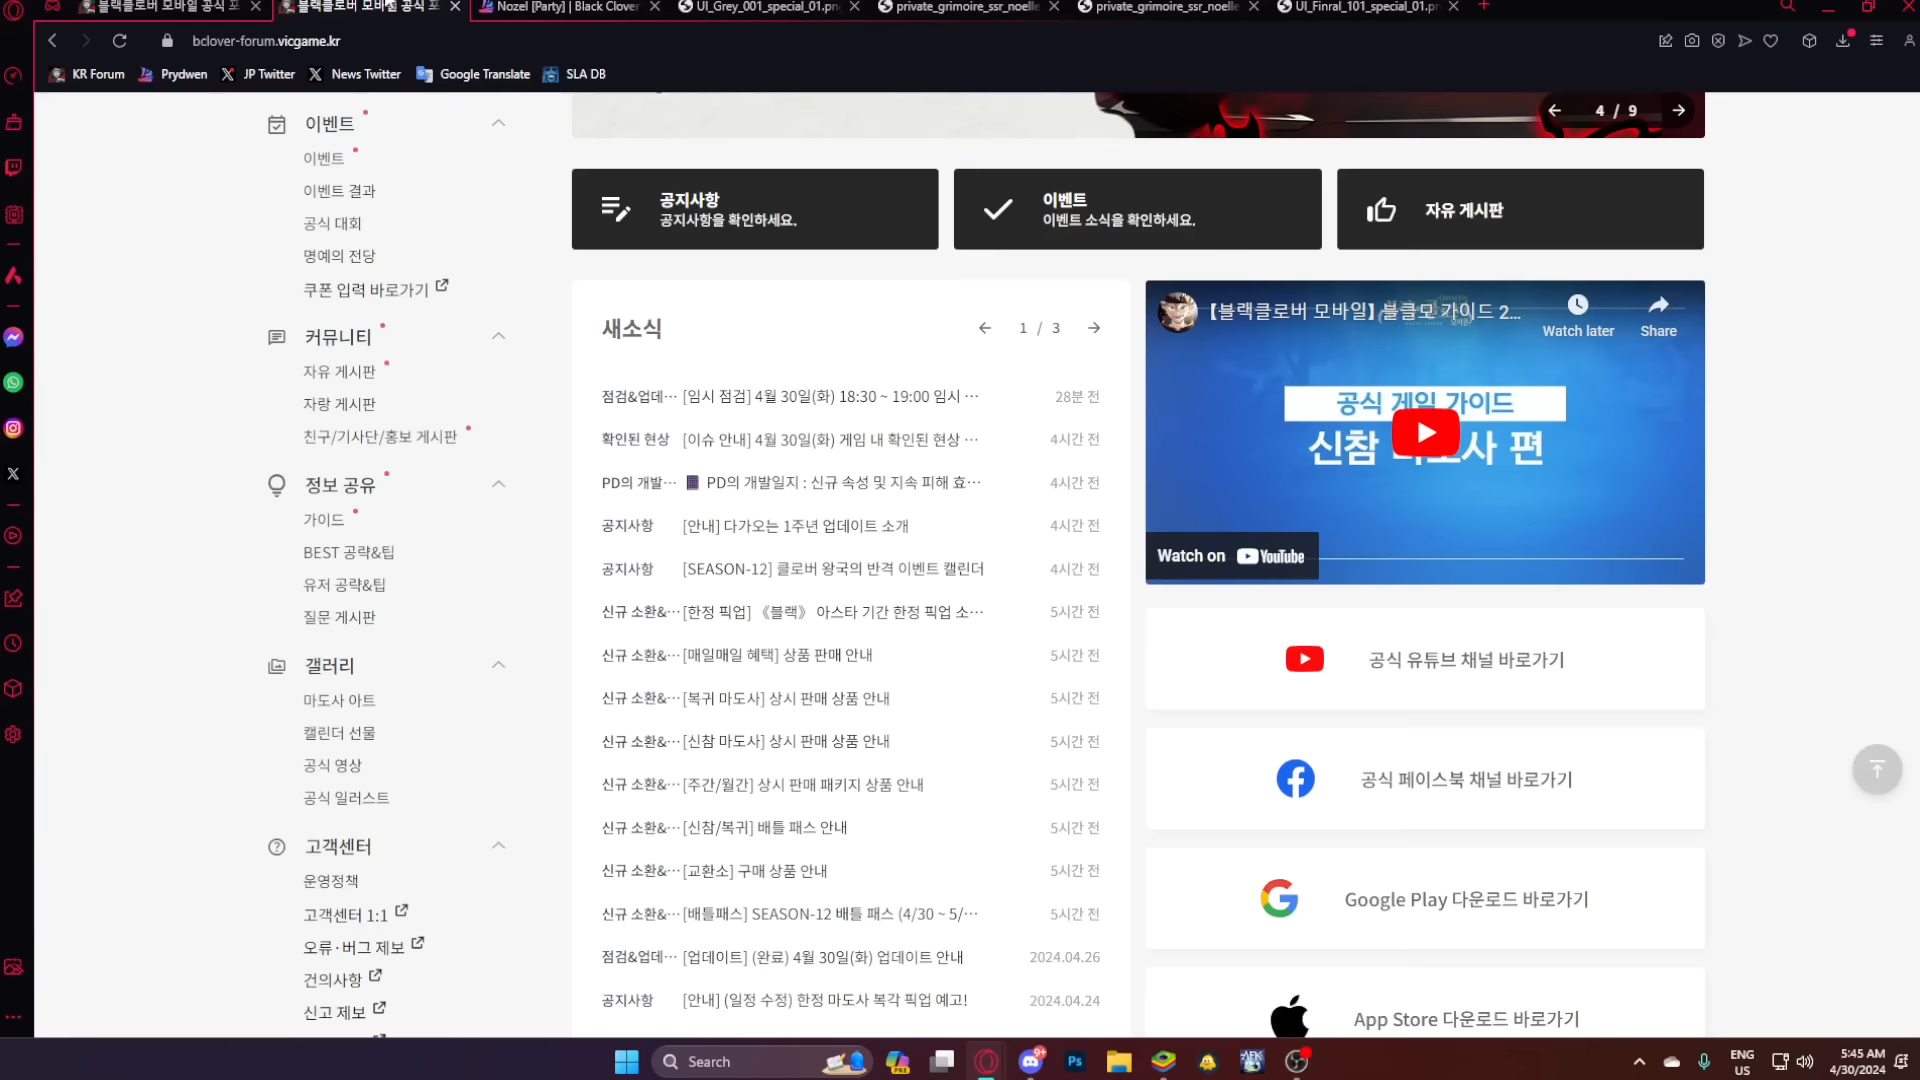 블랙클로버 모바일 공식 포
블랙클로버 모바일 공식 포
Nozel [Party] | Black Clover
UI_Grey_001_special_01.pn
private_grimoire_ssr_noelle
private_grimoire_ssr_noelle
UI_Finral_101_special_01.pn
bclover-forum.vicgame.kr
KR Forum
Prydwen
JP Twitter
News Twitter
Google Translate
SLA DB
4 / 9
이벤트
이벤트
이벤트 결과
공식 대회
명예의 전당
쿠폰 입력 바로가기
커뮤니티
자유 게시판
자랑 게시판
친구/기사단/홍보 게시판
정보 공유
가이드
BEST 공략&팁
유저 공략&팁
질문 게시판
갤러리
마도사 아트
캘린더 선물
공식 영상
공식 일러스트
고객센터
운영정책
고객센터 1:1
오류·버그 제보
건의사항
신고 제보
공지사항
공지사항을 확인하세요.
이벤트
이벤트 소식을 확인하세요.
자유 게시판
새소식
1 / 3
점검&업데··· [임시 점검] 4월 30일(화) 18:30 ~ 19:00 임시 ··· 28분 전
확인된 현상 [이슈 안내] 4월 30일(화) 게임 내 확인된 현상 ··· 4시간 전
PD의 개발··· PD의 개발일지 : 신규 속성 및 지속 피해 효··· 4시간 전
공지사항 [안내] 다가오는 1주년 업데이트 소개 4시간 전
공지사항 [SEASON-12] 클로버 왕국의 반격 이벤트 캘린더 4시간 전
신규 소환&··· [한정 픽업] 《블랙》 아스타 기간 한정 픽업 소··· 5시간 전
신규 소환&··· [매일매일 혜택] 상품 판매 안내 5시간 전
신규 소환&··· [복귀 마도사] 상시 판매 상품 안내 5시간 전
신규 소환&··· [신참 마도사] 상시 판매 상품 안내 5시간 전
신규 소환&··· [주간/월간] 상시 판매 패키지 상품 안내 5시간 전
신규 소환&··· [신참/복귀] 배틀 패스 안내 5시간 전
신규 소환&··· [교환소] 구매 상품 안내 5시간 전
신규 소환&··· [배틀패스] SEASON-12 배틀 패스 (4/30 ~ 5/··· 5시간 전
점검&업데··· [업데이트] (완료) 4월 30일(화) 업데이트 안내 2024.04.26
공지사항 [안내] (일정 수정) 한정 마도사 복각 픽업 예고! 2024.04.24
【블랙클로버 모바일】 블클모 가이드 2...
Watch later
Share
공식 게임 가이드
신참 마도사 편
Watch on YouTube
공식 유튜브 채널 바로가기
공식 페이스북 채널 바로가기
Google Play 다운로드 바로가기
App Store 다운로드 바로가기
Search
PRE
9+
Ps
AFK
ENG
US
5:45 AM
4/30/2024